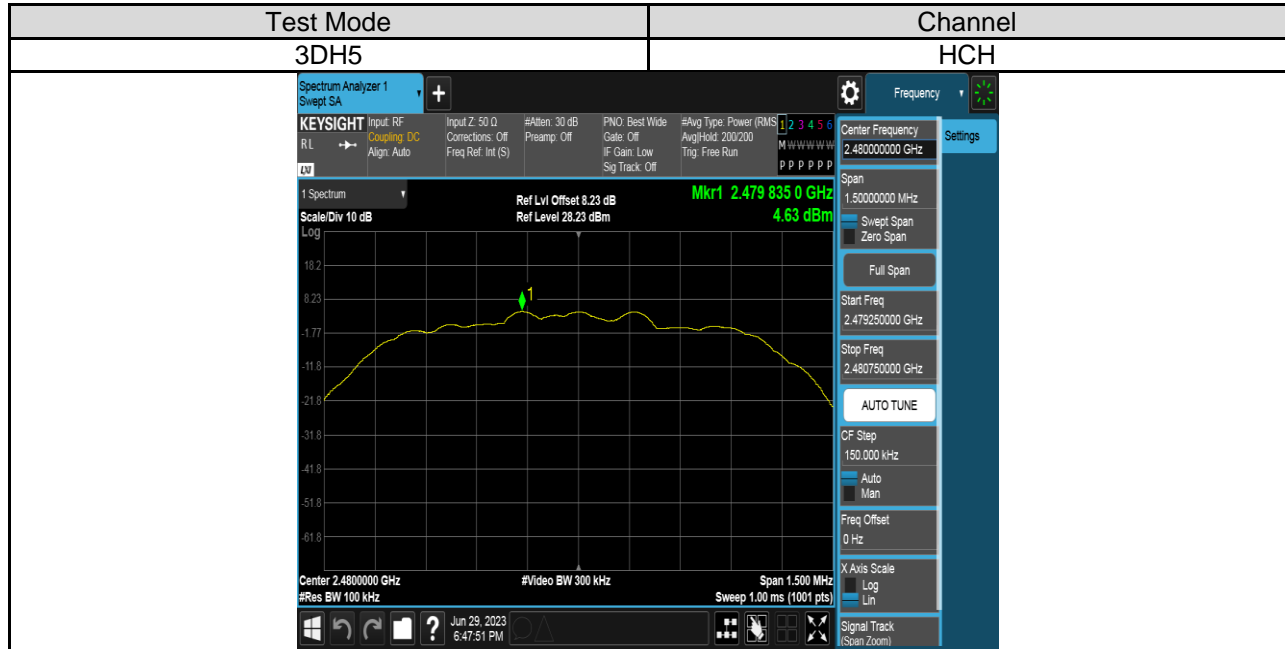 Test Mode Channel
3DH5 HCH
Spectrum Analyzer 1
Swept SA
+
Frequency
KEYSIGHT
RL
LXI
Input: RF
Coupling: DC
Align: Auto
Input Z: 50 Ω
Corrections: Off
Freq Ref: Int (S)
#Atten: 30 dB
Preamp: Off
PNO: Best Wide
Gate: Off
IF Gain: Low
Sig Track: Off
#Avg Type: Power (RMS
Avg|Hold: 200/200
Trig: Free Run
1 2 3 4 5 6
M W W W W W
P P P P P P
1 Spectrum
Scale/Div 10 dB
Ref Lvl Offset 8.23 dB
Ref Level 28.23 dBm
Mkr1 2.479 835 0 GHz
4.63 dBm
Log
18.2
8.23
-1.77
-11.8
-21.8
-31.8
-41.8
-51.8
-61.8
1
Center 2.4800000 GHz
#Res BW 100 kHz
#Video BW 300 kHz
Span 1.500 MHz
Sweep 1.00 ms (1001 pts)
?
Jun 29, 2023
6:47:51 PM
Center Frequency
2.480000000 GHz
Settings
Span
1.50000000 MHz
Swept Span
Zero Span
Full Span
Start Freq
2.479250000 GHz
Stop Freq
2.480750000 GHz
AUTO TUNE
CF Step
150.000 kHz
Auto
Man
Freq Offset
0 Hz
X Axis Scale
Log
Lin
Signal Track
(Span Zoom)